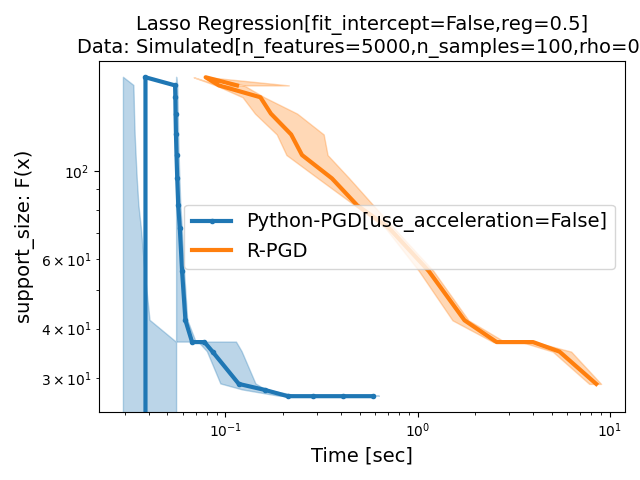 Lasso Regression[fit_intercept=False,reg=0.5]
Data: Simulated[n_features=5000,n_samples=100,rho=0
support_size: F(x)
10²
6 × 10¹
4 × 10¹
3 × 10¹
Python-PGD[use_acceleration=False]
R-PGD
10⁻¹ 10⁰ 10¹
Time [sec]